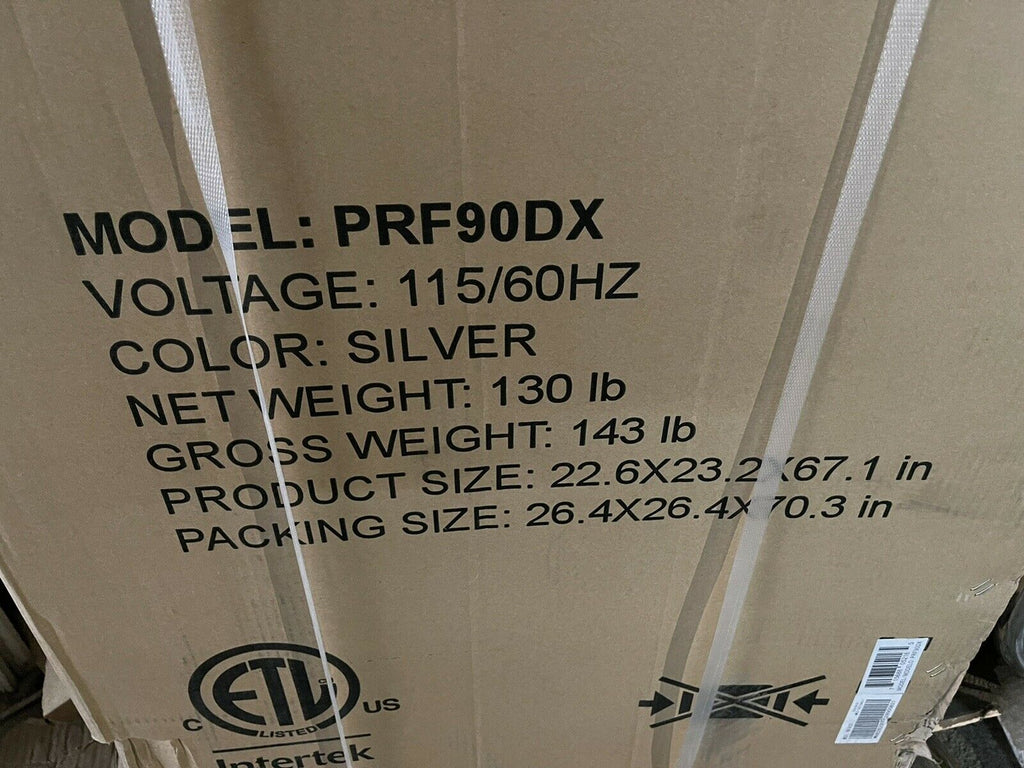 MODEL: PRF90DX
VOLTAGE: 115/60HZ
COLOR: SILVER
NET WEIGHT: 130 lb
GROSS WEIGHT: 143 lb
PRODUCT SIZE: 22.6X23.2X67.1 in
PACKING SIZE: 26.4X26.4X70.3 in
ETL
C US
LISTED
Intertek